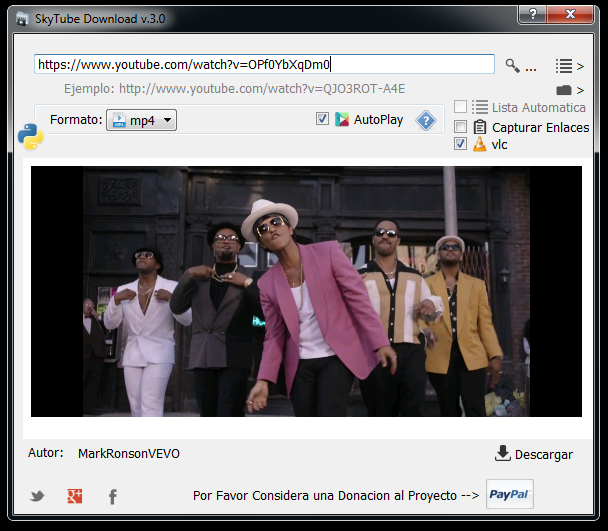 SkyTube Download v.3.0
https://www.youtube.com/watch?v=OPf0YbXqDm0
...
>
Ejemplo: http://www.youtube.com/watch?v=QJO3ROT-A4E
>
Formato:
mp4
AutoPlay
?
Lista Automatica
Capturar Enlaces
vlc
Autor:
MarkRonsonVEVO
Descargar
Por Favor Considera una Donacion al Proyecto -->
PayPal